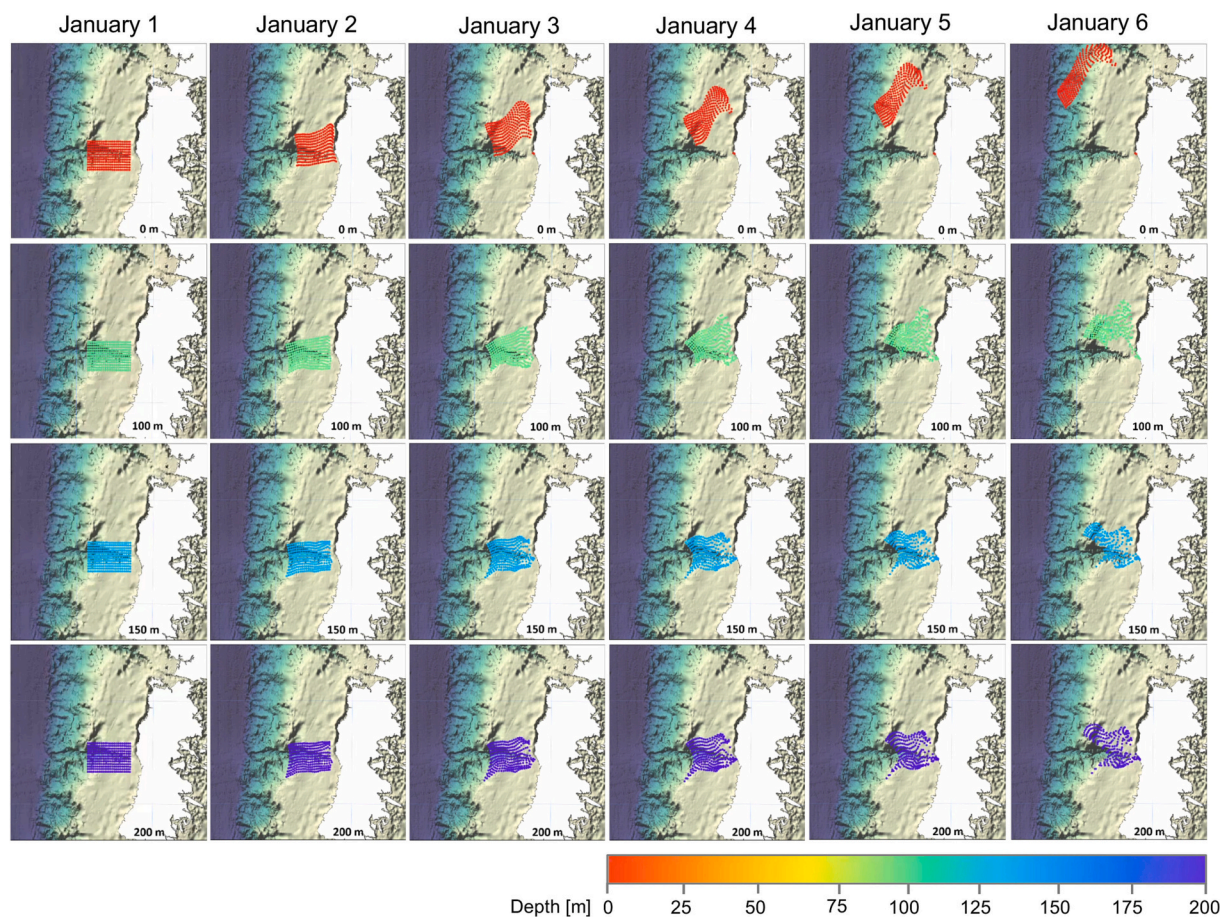 January 1 January 2 January 3 January 4 January 5 January 6
0 m 0 m 0 m 0 m 0 m 0 m
100 m 100 m 100 m 100 m 100 m 100 m
150 m 150 m 150 m 150 m 150 m 150 m
200 m 200 m 200 m 200 m 200 m 200 m
Depth [m] 0 25 50 75 100 125 150 175 200